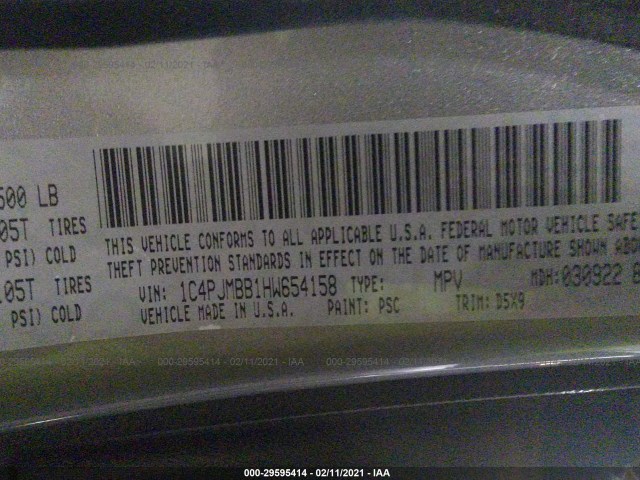 000-29595414 - 02/11/2021 - IAA
500 LB
05T TIRES
PSI) COLD
105T TIRES
PSI) COLD
THIS VEHICLE CONFORMS TO ALL APPLICABLE U.S.A. FEDERAL MOTOR VEHICLE SAFE
THEFT PREVENTION STANDARDS IN EFFECT ON THE DATE OF MANUFACTURE SHOWN ABO
VIN: 1C4PJMBB1HW654158 TYPE: MPV MDH: 030922
VEHICLE MADE IN U.S.A. PAINT: PSC TRIM: D5X9
000-29595414 - 02/11/2021 - IAA
000-29595414 - 02/11/2021 - IAA